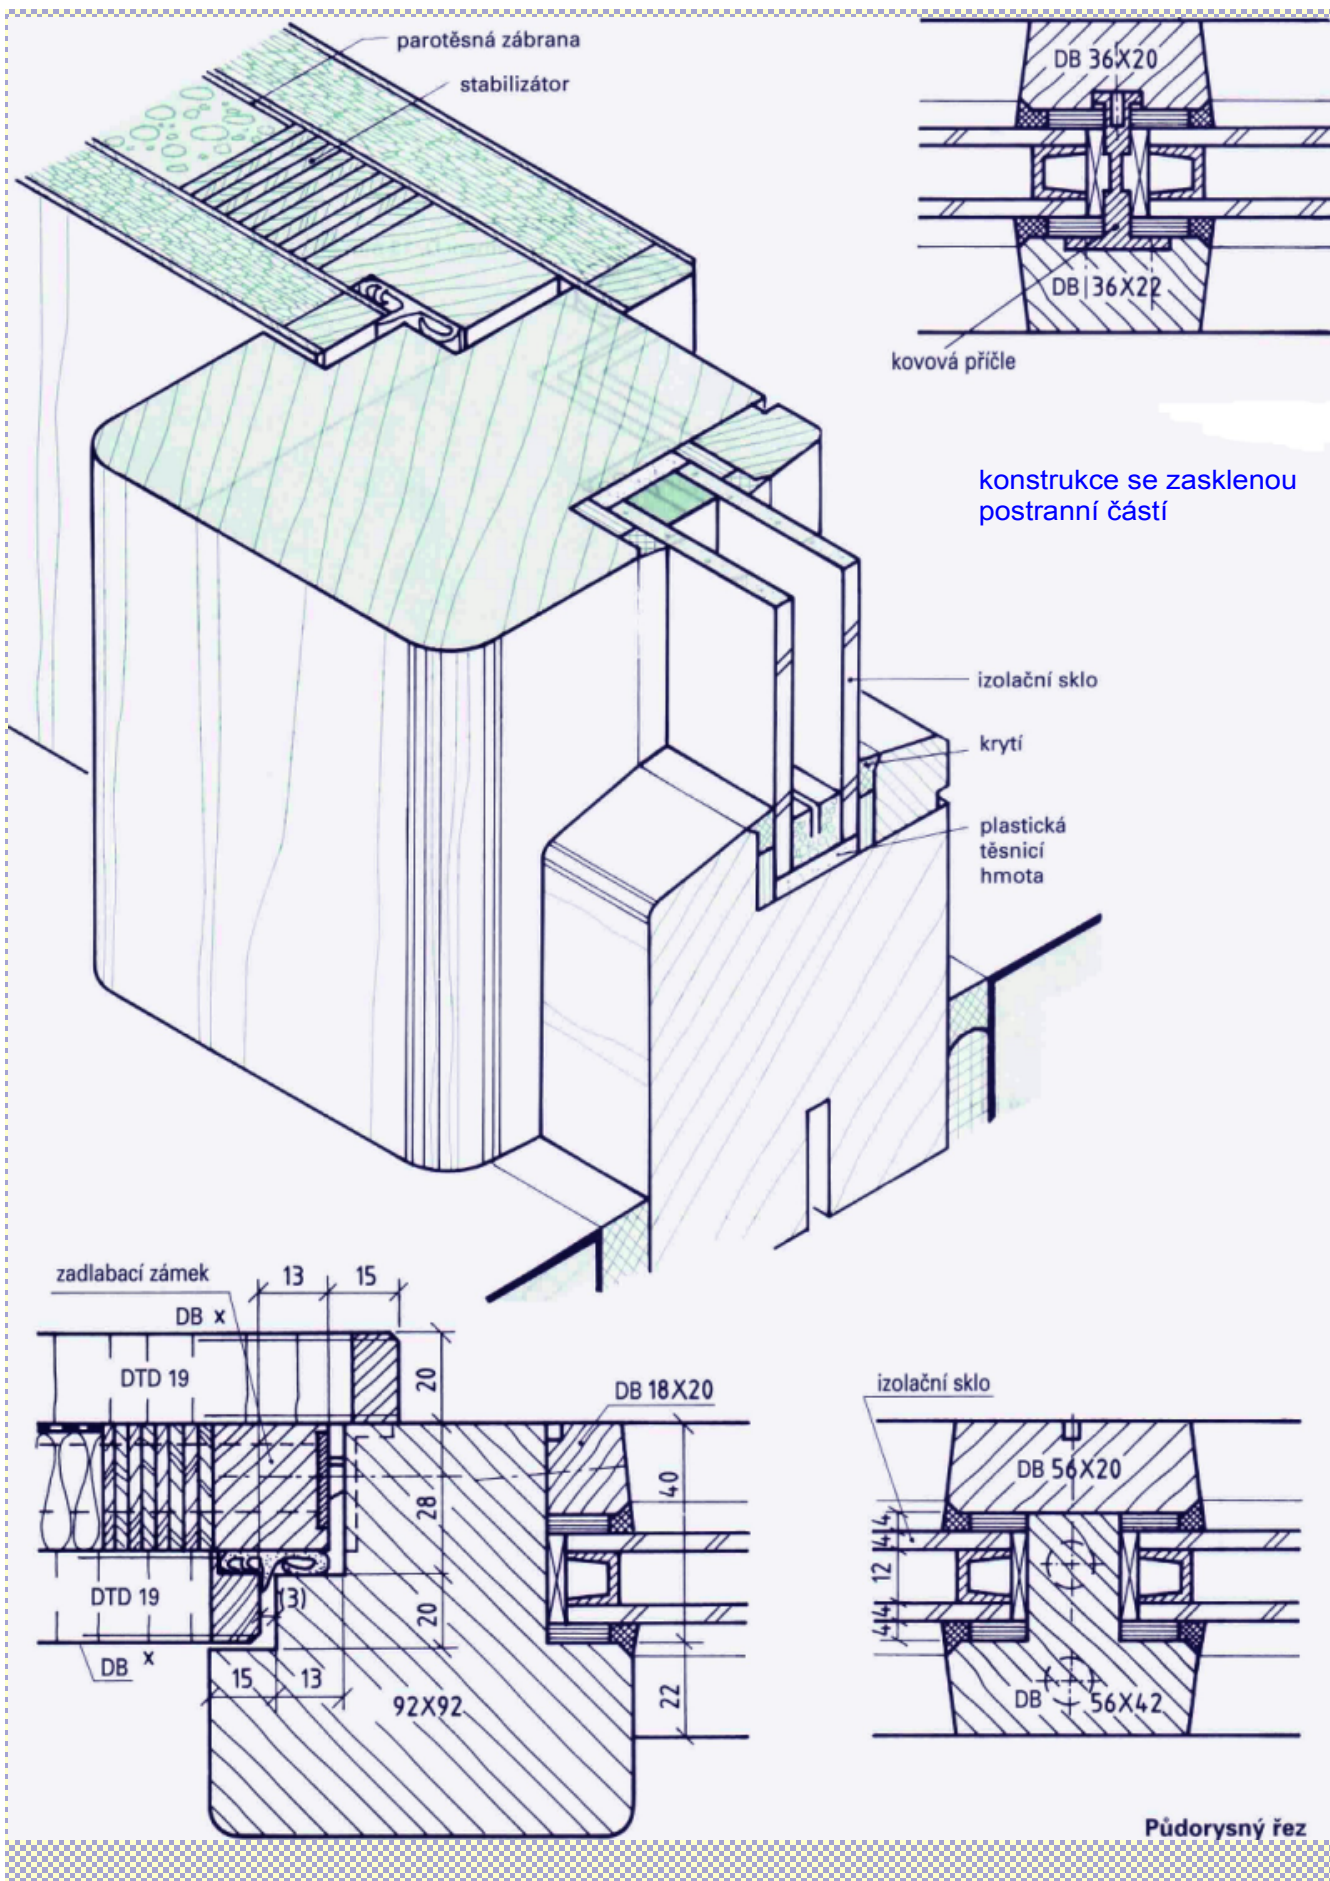 parotěsná zábrana
stabilizátor
DB 36X20
DB 36X22
kovová příčle
konstrukce se zasklenou
postranní částí
izolační sklo
krytí
plastická
těsnicí
hmota
zadlabací zámek
13
15
DB x
DTD 19
20
DB 18X20
40
28
DTD 19
(3)
20
DB x
15
13
92X92
22
izolační sklo
DB 56X20
4
4
12
4
4
DB 56X42
Půdorysný řez